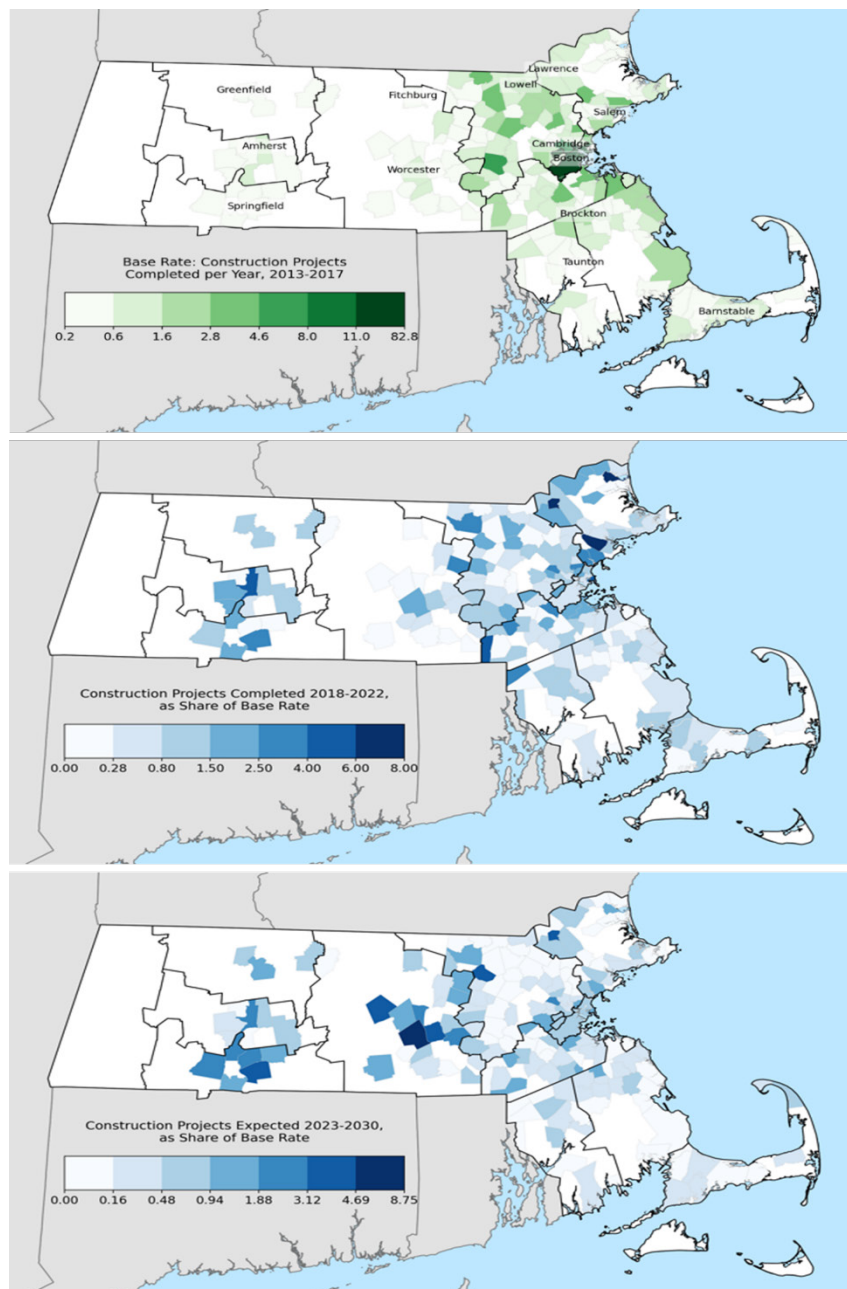 Greenfield
Fitchburg
Lawrence
Lowell
Salem
Amherst
Cambridge
Boston
Worcester
Springfield
Brockton
Taunton
Barnstable
Base Rate: Construction Projects
Completed per Year, 2013-2017
0.2 0.6 1.6 2.8 4.6 8.0 11.0 82.8
Construction Projects Completed 2018-2022,
as Share of Base Rate
0.00 0.28 0.80 1.50 2.50 4.00 6.00 8.00
Construction Projects Expected 2023-2030,
as Share of Base Rate
0.00 0.16 0.48 0.94 1.88 3.12 4.69 8.75